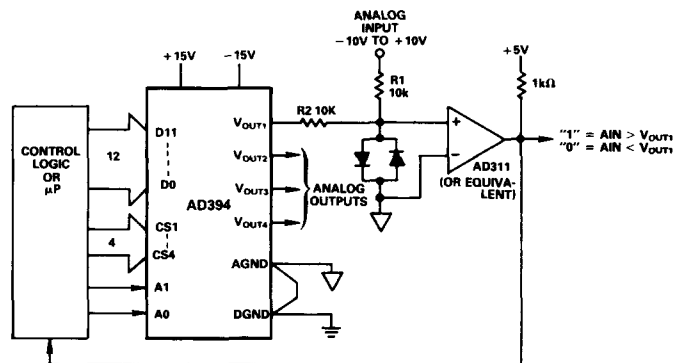 ANALOG
INPUT
−10V TO +10V
+15V
−15V
+5V
R1
10k
1kΩ
R2 10K
CONTROL
LOGIC
OR
μP
12
4
D11
D0
CS1
CS4
A1
A0
AD394
VOUT1
VOUT2
VOUT3
VOUT4
AGND
DGND
ANALOG
OUTPUTS
+
−
AD311
(OR EQUIVA-
LENT)
"1" = AIN > VOUT1
"0" = AIN < VOUT1